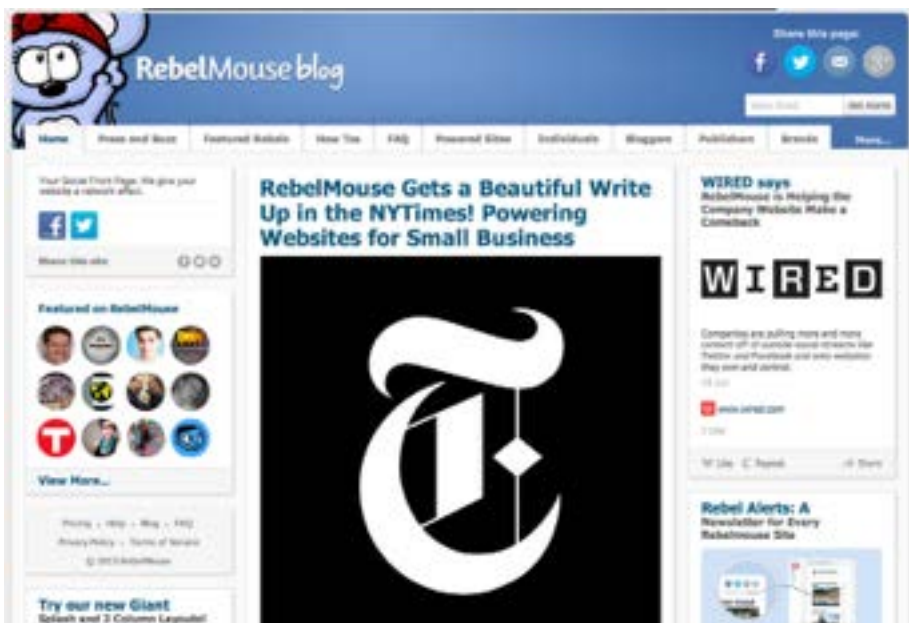 Share this page:
RebelMouse blog
Home
Press and Buzz
Featured Rebels
How Tos
FAQ
Powered Sites
Individuals
Bloggers
Publishers
Brands
More...
Your Social Front Page. We give your
website a network effect.
Share this site
Featured on RebelMouse
View More...
Pricing - Help - Blog - FAQ
Privacy Policy - Terms of Service
© 2013 RebelMouse
Try our new Giant
Splash and 3 Column Layouts!
RebelMouse Gets a Beautiful Write
Up in the NYTimes! Powering
Websites for Small Business
T
WIRED says
RebelMouse is Helping the
Company Website Make a
Comeback
WIRED
Companies are pulling more and more
content off of outside social streams like
Twitter and Facebook and onto websites
they own and control.
www.wired.com
Like
Repost
Share
Rebel Alerts: A
Newsletter for Every
Rebelmouse Site